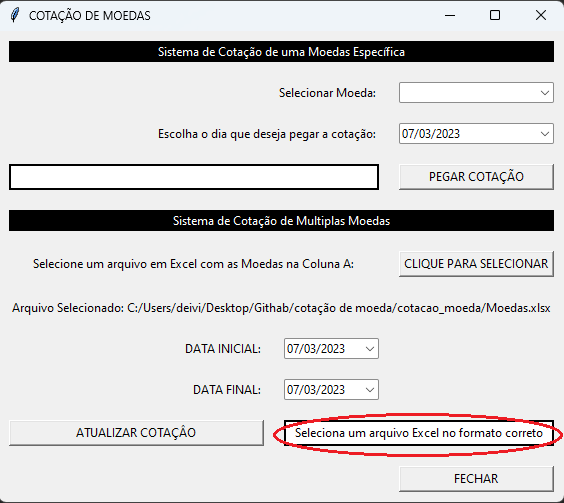 COTAÇÃO DE MOEDAS
Sistema de Cotação de uma Moedas Específica
Selecionar Moeda:
Escolha o dia que deseja pegar a cotação: 07/03/2023
PEGAR COTAÇÃO
Sistema de Cotação de Multiplas Moedas
Selecione um arquivo em Excel com as Moedas na Coluna A: CLIQUE PARA SELECIONAR
Arquivo Selecionado: C:/Users/deivi/Desktop/Githab/cotação de moeda/cotacao_moeda/Moedas.xlsx
DATA INICIAL: 07/03/2023
DATA FINAL: 07/03/2023
ATUALIZAR COTAÇÂO Seleciona um arquivo Excel no formato correto
FECHAR